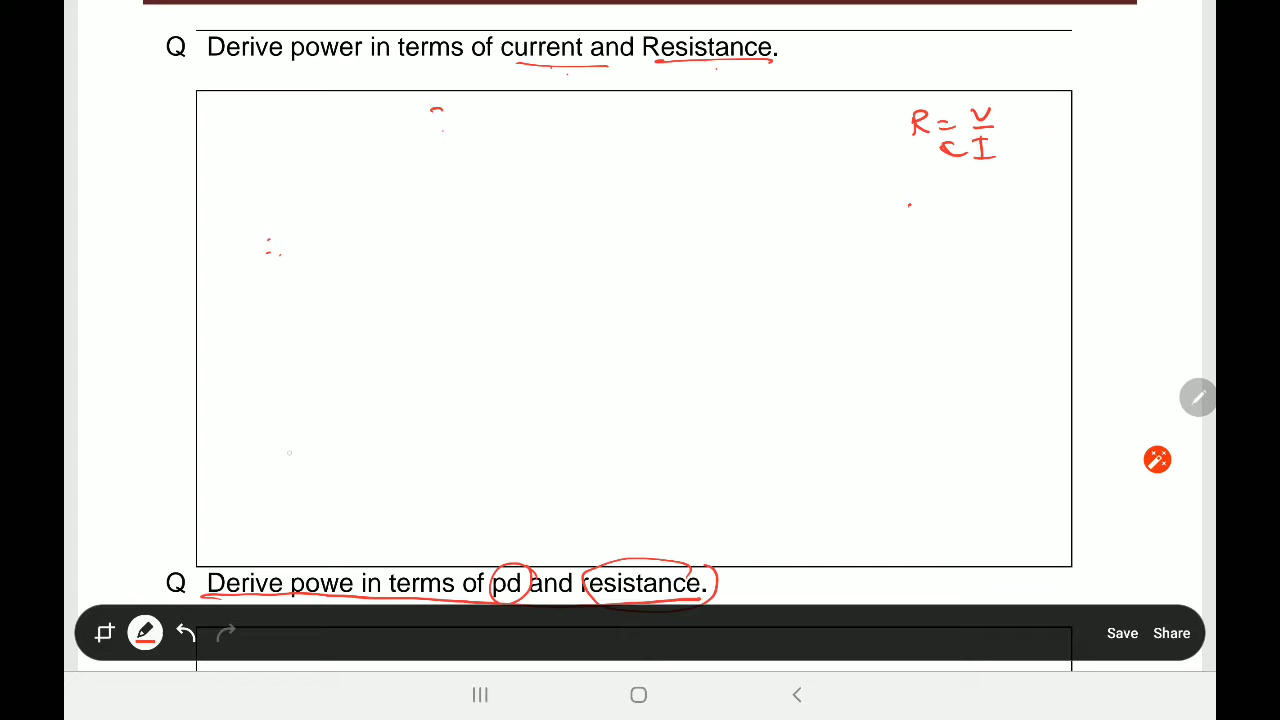 Q Derive power in terms of current and Resistance.
R = V
I
∴
Q Derive powe in terms of pd and resistance.
Save Share